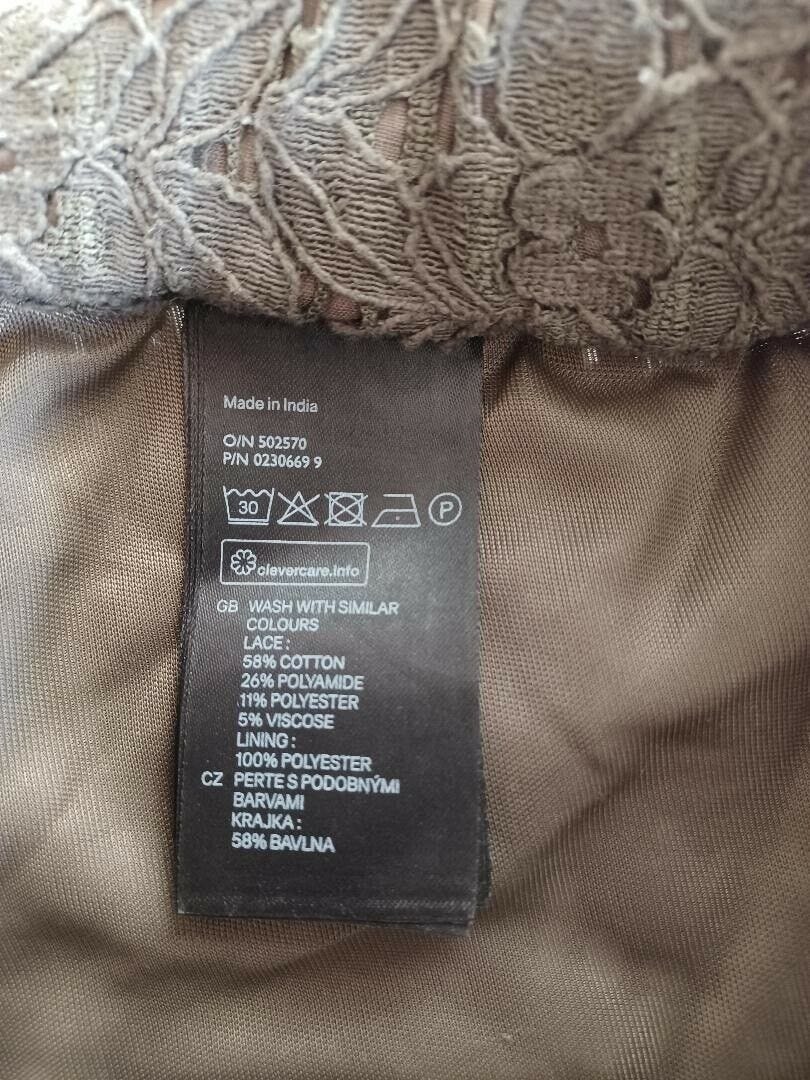 Made in India
O/N 502570
P/N 0230669 9
30 P
clevercare.info
GB WASH WITH SIMILAR
COLOURS
LACE :
58% COTTON
26% POLYAMIDE
11% POLYESTER
5% VISCOSE
LINING :
100% POLYESTER
CZ PERTE S PODOBNÝMI
BARVAMI
KRAJKA :
58% BAVLNA